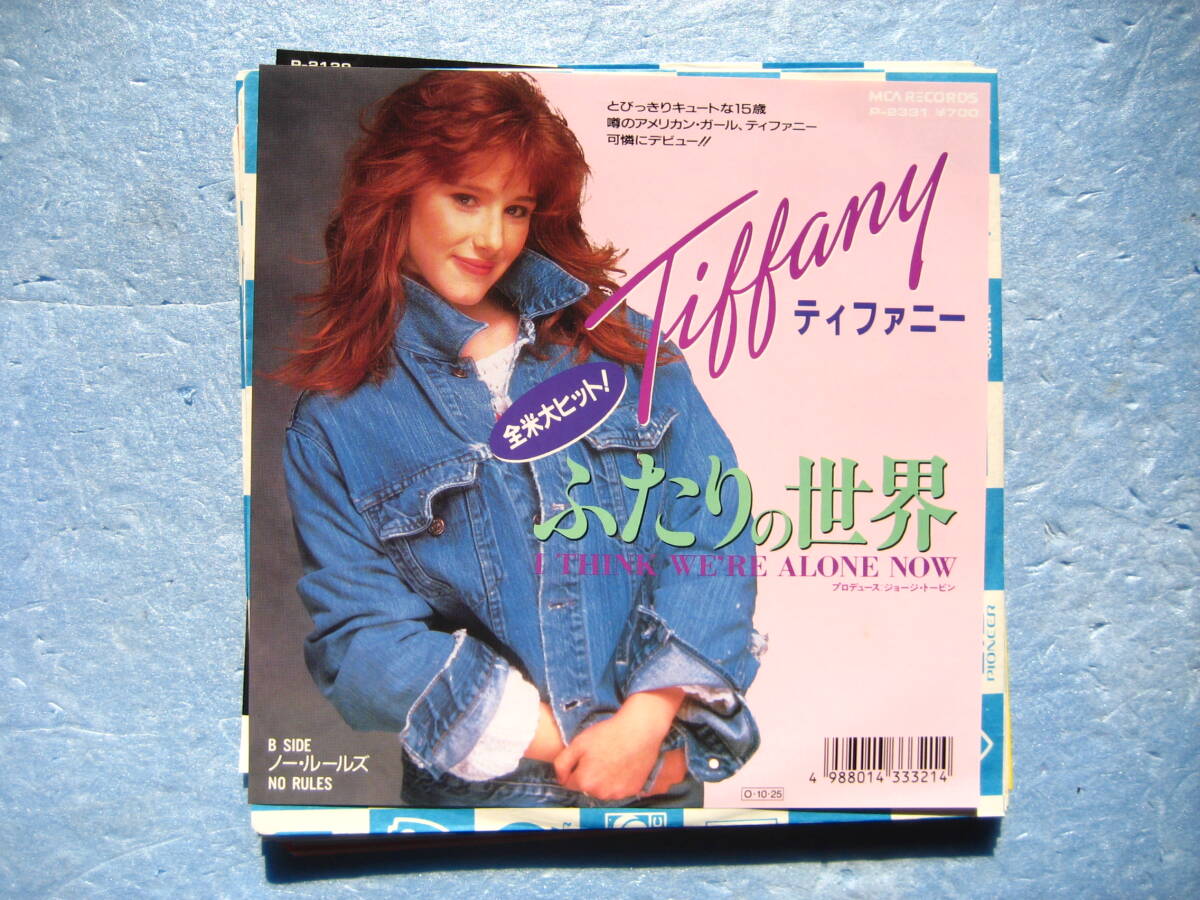 P-2129
MCA RECORDS
P-2331 ¥700
とびっきりキュートな15歳
噂のアメリカン・ガール、ティファニー
可憐にデビュー!!
Tiffany
ティファニー
全米大ヒット!
ふたりの世界
I THINK WE'RE ALONE NOW
プロデュース:ジョージ・トービン
PIONEER
B SIDE
ノー・ルールズ
NO RULES
4 988014 333214
O・10・25